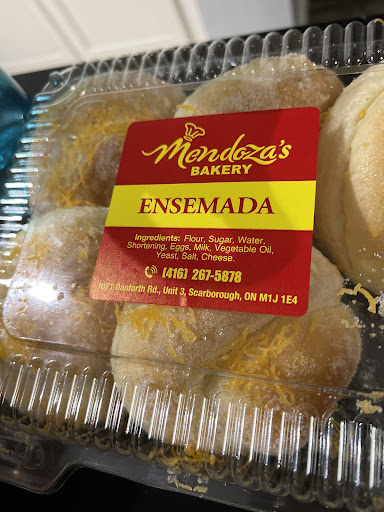 Mendoza's
BAKERY
ENSEMADA
Ingredients: Flour, Sugar, Water,
Shortening, Eggs, Milk, Vegetable Oil,
Yeast, Salt, Cheese.
(416) 267-5878
Danforth Rd., Unit 3, Scarborough, ON M1J 1E4